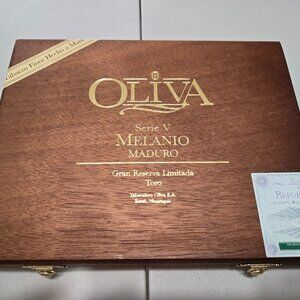 Tabacos Finos Hecho a Mano
OLIVA
Serie V
MELANIO
MADURO
Gran Reserva Limitada
Toro
Tabacalera Oliva S.A.
Estelí, Nicaragua